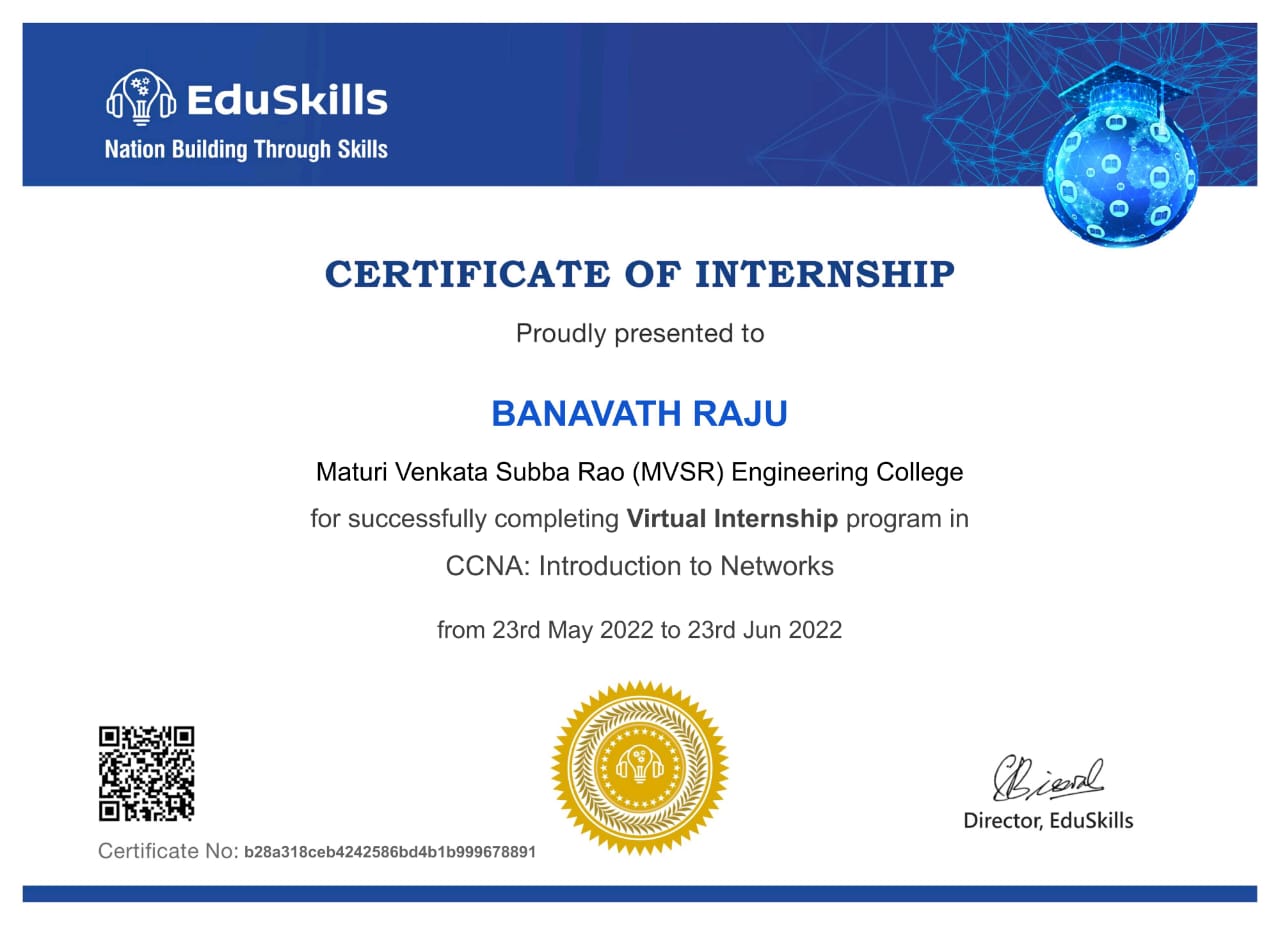 EduSkills
Nation Building Through Skills
CERTIFICATE OF INTERNSHIP
Proudly presented to
BANAVATH RAJU
Maturi Venkata Subba Rao (MVSR) Engineering College
for successfully completing Virtual Internship program in
CCNA: Introduction to Networks
from 23rd May 2022 to 23rd Jun 2022
Director, EduSkills
Certificate No: b28a318ceb4242586bd4b1b999678891